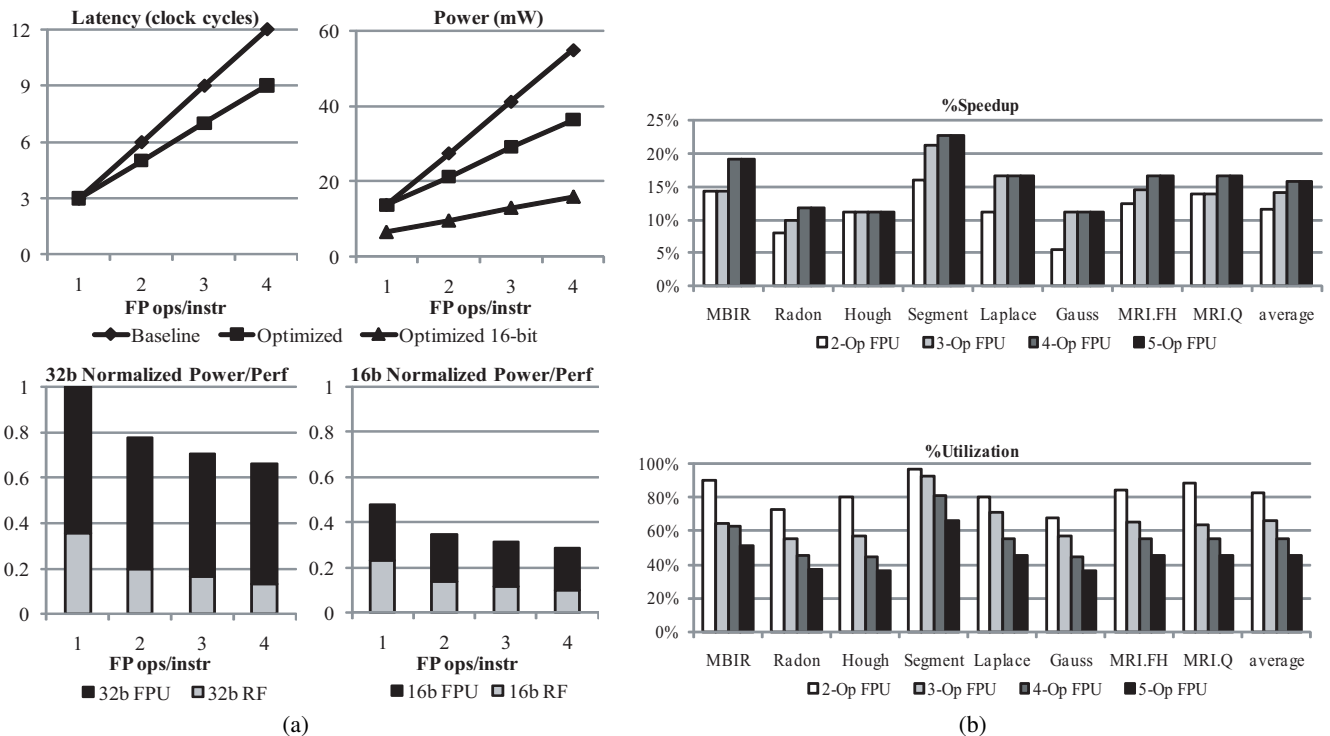 Latency (clock cycles)
12
9
6
3
0
1 2 3 4
FP ops/instr
Power (mW)
60
40
20
0
1 2 3 4
FP ops/instr
Baseline Optimized Optimized 16-bit
32b Normalized Power/Perf
1
0.8
0.6
0.4
0.2
0
1 2 3 4
FP ops/instr
32b FPU 32b RF
16b Normalized Power/Perf
1
0.8
0.6
0.4
0.2
0
1 2 3 4
FP ops/instr
16b FPU 16b RF
(a)
%Speedup
25%
20%
15%
10%
5%
0%
MBIR Radon Hough Segment Laplace Gauss MRI.FH MRI.Q average
2-Op FPU 3-Op FPU 4-Op FPU 5-Op FPU
%Utilization
100%
80%
60%
40%
20%
0%
MBIR Radon Hough Segment Laplace Gauss MRI.FH MRI.Q average
2-Op FPU 3-Op FPU 4-Op FPU 5-Op FPU
(b)